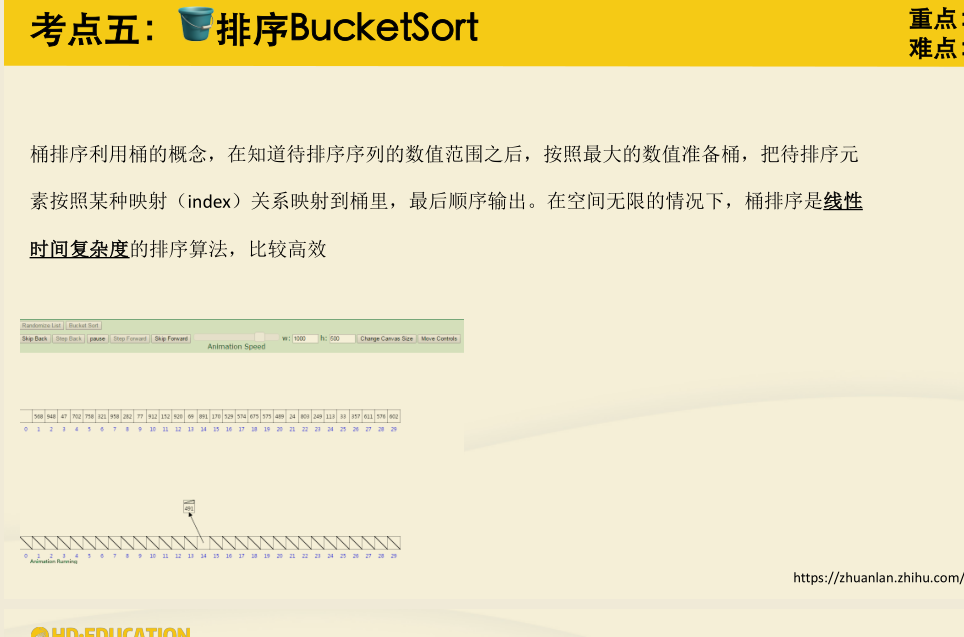 考点五：🪣排序BucketSort
重点:
难点:
桶排序利用桶的概念，在知道待排序序列的数值范围之后，按照最大的数值准备桶，把待排序元
素按照某种映射（index）关系映射到桶里，最后顺序输出。在空间无限的情况下，桶排序是线性
时间复杂度的排序算法，比较高效
Randomize List Bucket Sort
Skip Back Step Back pause Step Forward Skip Forward w: 1000 h: 500 Change Canvas Size Move Controls
Animation Speed
568 948 47 702 758 321 958 282 77 912 152 920 69 891 170 529 574 675 575 489 24 803 249 113 33 357 611 576 802
0 1 2 3 4 5 6 7 8 9 10 11 12 13 14 15 16 17 18 19 20 21 22 23 24 25 26 27 28 29
491
0 1 2 3 4 5 6 7 8 9 10 11 12 13 14 15 16 17 18 19 20 21 22 23 24 25 26 27 28 29
Animation Running
https://zhuanlan.zhihu.com/
HD·EDUCATION